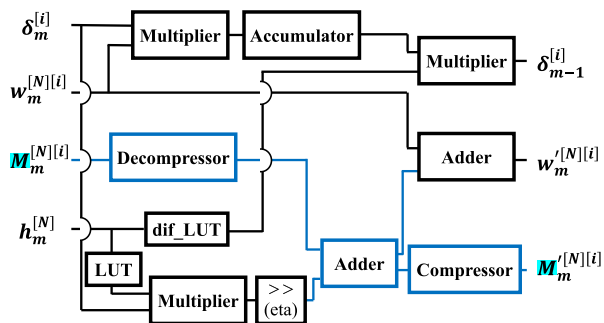 δ_m^[i]
Multiplier
Accumulator
Multiplier
δ_{m-1}^[i]
w_m^[N][i]
M_m^[N][i]
Decompressor
Adder
w'_m^[N][i]
h_m^[N]
dif_LUT
LUT
Adder
Compressor
M'_m^[N][i]
Multiplier
>>
(eta)